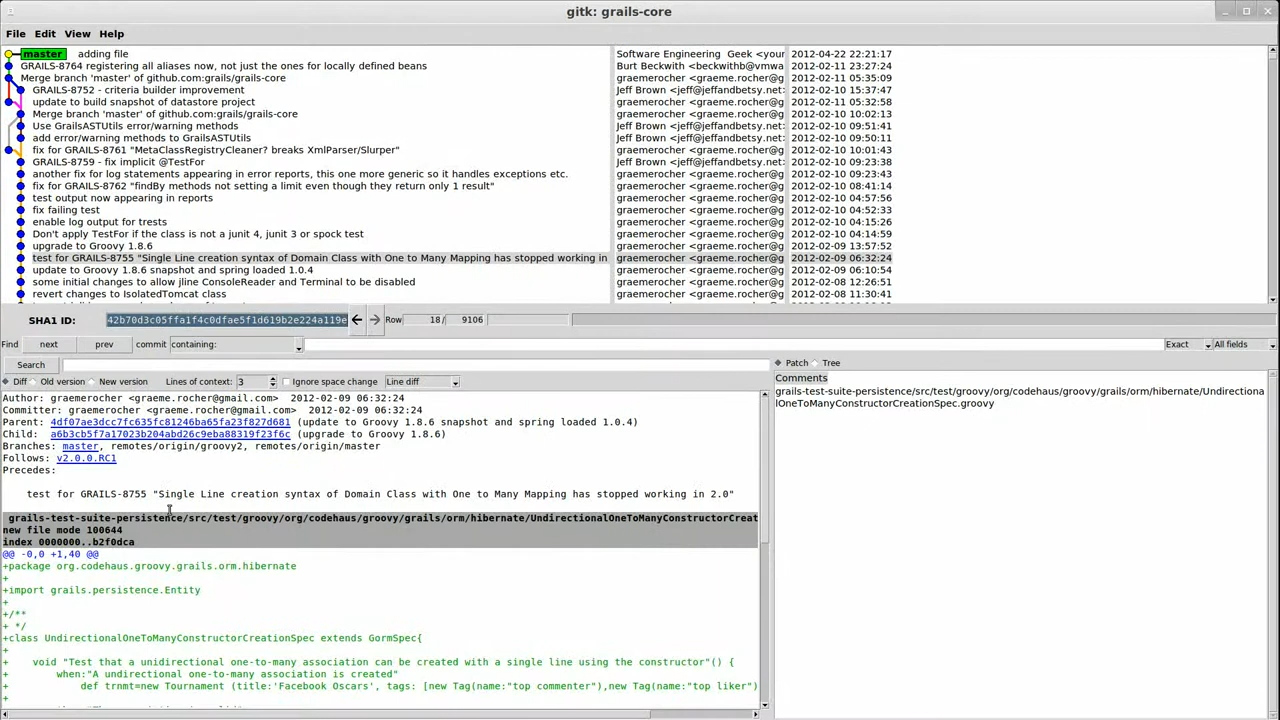 gitk: grails-core
File Edit View Help
master adding file Software Engineering Geek <your 2012-04-22 22:21:17
GRAILS-8764 registering all aliases now, not just the ones for locally defined beans Burt Beckwith <beckwithb@vmwa 2012-02-11 23:27:24
Merge branch 'master' of github.com:grails/grails-core graemerocher <graeme.rocher@g 2012-02-11 05:35:09
GRAILS-8752 - criteria builder improvement Jeff Brown <jeff@jeffandbetsy.net> 2012-02-10 15:37:47
update to build snapshot of datastore project graemerocher <graeme.rocher@g 2012-02-11 05:32:58
Merge branch 'master' of github.com:grails/grails-core graemerocher <graeme.rocher@g 2012-02-10 10:02:13
Use GrailsASTUtils error/warning methods Jeff Brown <jeff@jeffandbetsy.net> 2012-02-10 09:51:41
add error/warning methods to GrailsASTUtils Jeff Brown <jeff@jeffandbetsy.net> 2012-02-10 09:50:11
fix for GRAILS-8761 "MetaClassRegistryCleaner? breaks XmlParser/Slurper" graemerocher <graeme.rocher@g 2012-02-10 10:01:43
GRAILS-8759 - fix implicit @TestFor Jeff Brown <jeff@jeffandbetsy.net> 2012-02-10 09:23:38
another fix for log statements appearing in error reports, this one more generic so it handles exceptions etc. graemerocher <graeme.rocher@g 2012-02-10 09:23:43
fix for GRAILS-8762 "findBy methods not setting a limit even though they return only 1 result" graemerocher <graeme.rocher@g 2012-02-10 08:41:14
test output now appearing in reports graemerocher <graeme.rocher@g 2012-02-10 04:57:56
fix failing test graemerocher <graeme.rocher@g 2012-02-10 04:52:33
enable log output for trests graemerocher <graeme.rocher@g 2012-02-10 04:15:26
Don't apply TestFor if the class is not a junit 4, junit 3 or spock test graemerocher <graeme.rocher@g 2012-02-10 04:14:59
upgrade to Groovy 1.8.6 graemerocher <graeme.rocher@g 2012-02-09 13:57:52
test for GRAILS-8755 "Single Line creation syntax of Domain Class with One to Many Mapping has stopped working in graemerocher <graeme.rocher@g 2012-02-09 06:32:24
update to Groovy 1.8.6 snapshot and spring loaded 1.0.4 graemerocher <graeme.rocher@g 2012-02-09 06:10:54
some initial changes to allow jline ConsoleReader and Terminal to be disabled graemerocher <graeme.rocher@g 2012-02-08 12:26:51
revert changes to IsolatedTomcat class graemerocher <graeme.rocher@g 2012-02-08 11:30:41
SHA1 ID: 42b70d3c05ffa1f4c0dfae5f1d619b2e224a119e Row 18 / 9106
Find next prev commit containing: Exact All fields
Search
Diff Old version New version Lines of context: 3 Ignore space change Line diff
Author: graemerocher <graeme.rocher@gmail.com> 2012-02-09 06:32:24
Committer: graemerocher <graeme.rocher@gmail.com> 2012-02-09 06:32:24
Parent: 4df07ae3dcc7fc635fc81246ba65fa23f827d681 (update to Groovy 1.8.6 snapshot and spring loaded 1.0.4)
Child: a6b3cb5f7a17023b204abd26c9eba88319f23f6c (upgrade to Groovy 1.8.6)
Branches: master, remotes/origin/groovy2, remotes/origin/master
Follows: v2.0.0.RC1
Precedes:
test for GRAILS-8755 "Single Line creation syntax of Domain Class with One to Many Mapping has stopped working in 2.0"
grails-test-suite-persistence/src/test/groovy/org/codehaus/groovy/grails/orm/hibernate/UndirectionalOneToManyConstructorCreat
new file mode 100644
index 0000000..b2f0dca
@@ -0,0 +1,40 @@
+package org.codehaus.groovy.grails.orm.hibernate
+
+import grails.persistence.Entity
+
+/**
+ */
+class UndirectionalOneToManyConstructorCreationSpec extends GormSpec{
+
+    void "Test that a unidirectional one-to-many association can be created with a single line using the constructor"() {
+        when:"A undirectional one-to-many association is created"
+            def trnmt=new Tournament (title:'Facebook Oscars', tags: [new Tag(name:"top commenter"),new Tag(name:"top liker")
+
Patch Tree
Comments
grails-test-suite-persistence/src/test/groovy/org/codehaus/groovy/grails/orm/hibernate/Undirectiona
lOneToManyConstructorCreationSpec.groovy